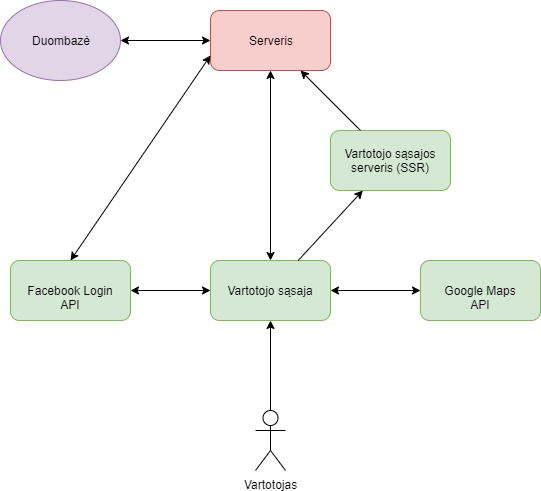 Duombazė
Serveris
Vartotojo sąsajos
serveris (SSR)
Facebook Login
API
Vartotojo sąsaja
Google Maps
API
Vartotojas